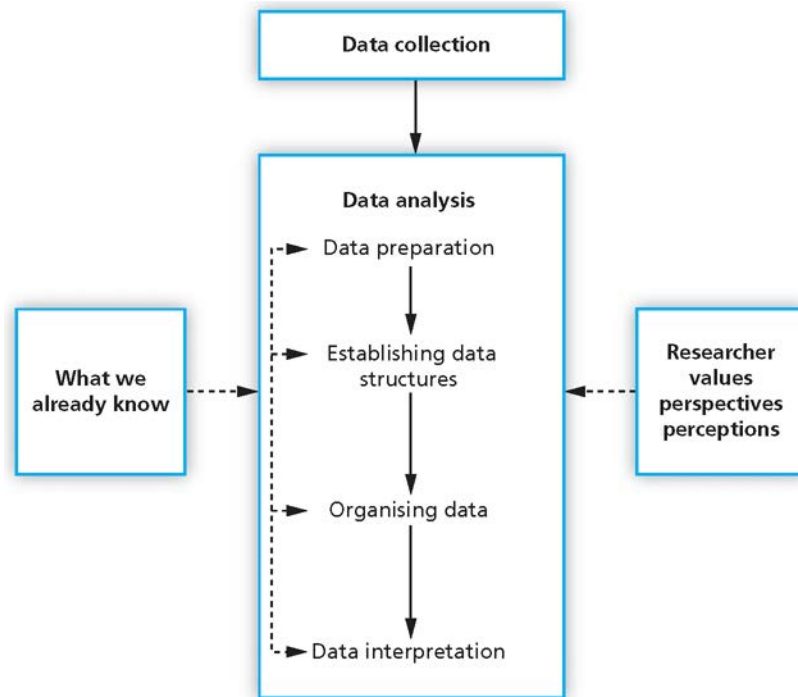 Data collection
Data analysis
Data preparation
Establishing data
structures
Organising data
Data interpretation
What we
already know
Researcher
values
perspectives
perceptions